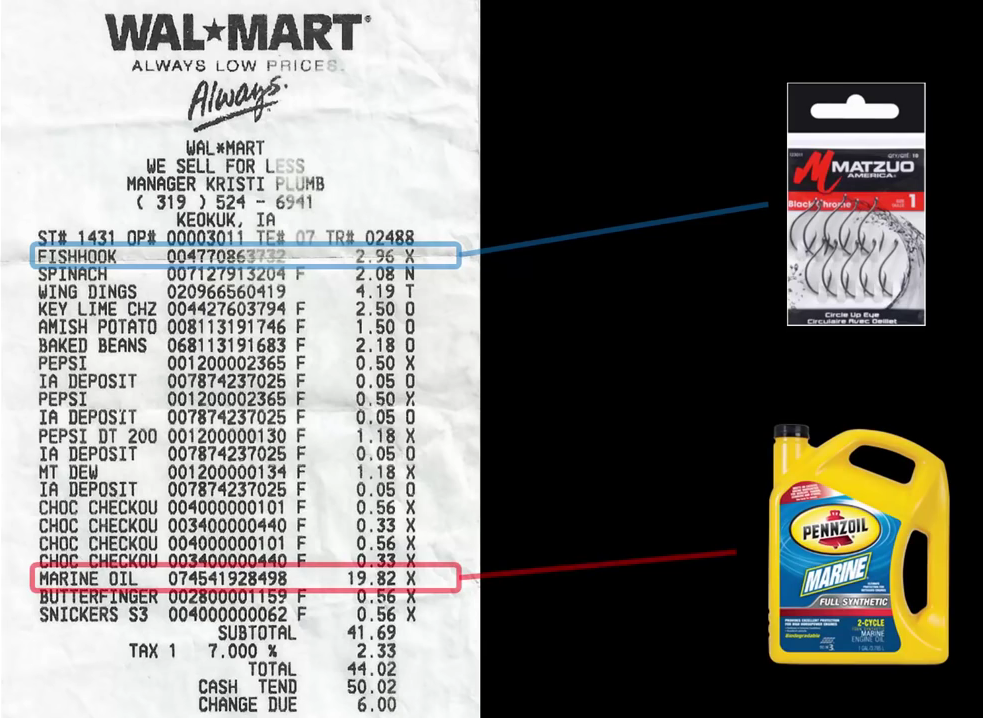 WAL★MART®
ALWAYS LOW PRICES.
Always.
WAL*MART
WE SELL FOR LESS
MANAGER KRISTI PLUMB
( 319 ) 524 - 6941
KEOKUK, IA
ST# 1431 OP# 00003011 TE# 07 TR# 02488
FISHHOOK 004770863732 2.96 X
SPINACH 007127913204 F 2.08 N
WING DINGS 020966560419 4.19 T
KEY LIME CHZ 004427603794 F 2.50 O
AMISH POTATO 008113191746 F 1.50 O
BAKED BEANS 068113191683 F 2.18 O
PEPSI 001200002365 F 0.50 X
IA DEPOSIT 007874237025 F 0.05 O
PEPSI 001200002365 F 0.50 X
IA DEPOSIT 007874237025 F 0.05 O
PEPSI DT 200 001200000130 F 1.18 X
IA DEPOSIT 007874237025 F 0.05 O
MT DEW 001200000134 F 1.18 X
IA DEPOSIT 007874237025 F 0.05 O
CHOC CHECKOU 004000000101 F 0.56 X
CHOC CHECKOU 003400000440 F 0.33 X
CHOC CHECKOU 004000000101 F 0.56 X
CHOC CHECKOU 003400000440 F 0.33 X
MARINE OIL 074541928498 19.82 X
BUTTERFINGER 002800001159 F 0.56 X
SNICKERS S3 004000000062 F 0.56 X
SUBTOTAL 41.69
TAX 1 7.000 % 2.33
TOTAL 44.02
CASH TEND 50.02
CHANGE DUE 6.00
MATZUO
AMERICA
Black Chrome
1
Circle Up Eye
Circulaire Avec Oeillet
PENNZOIL
MARINE
FULL SYNTHETIC
2-CYCLE
MARINE
ENGINE OIL
Biodegradable